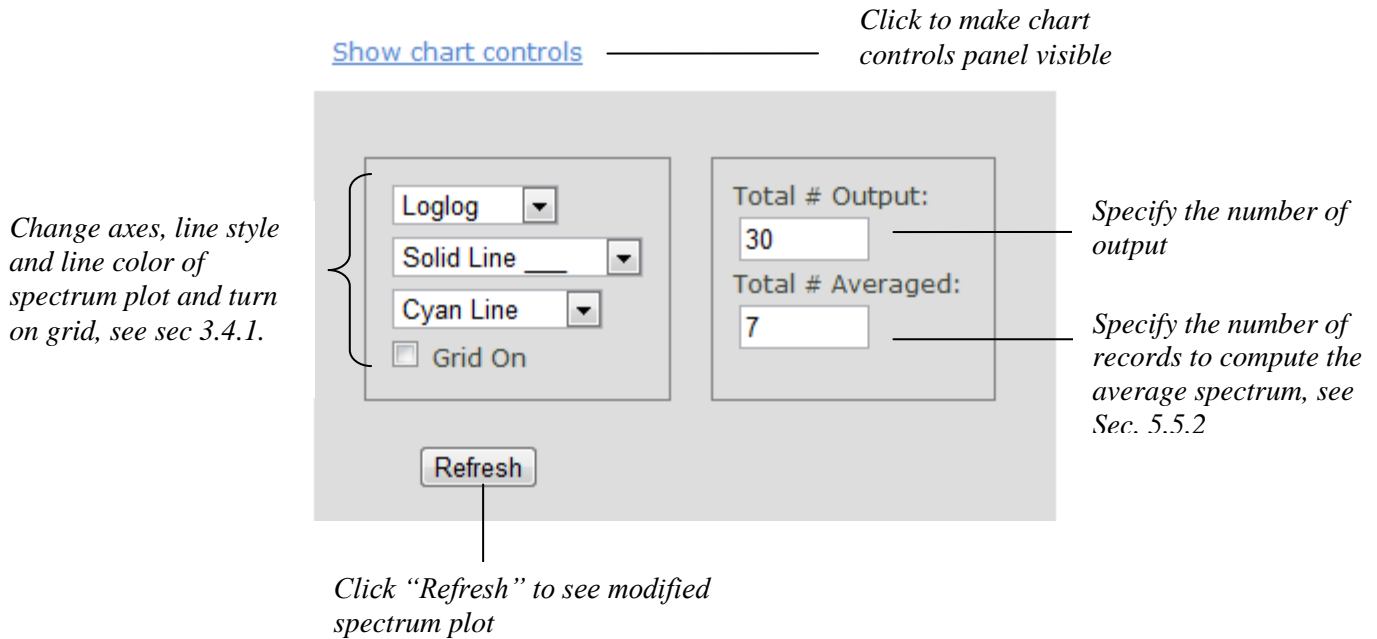 Click to make chart
controls panel visible
Show chart controls
Change axes, line style
and line color of
spectrum plot and turn
on grid, see sec 3.4.1.
Loglog
Solid Line ___
Cyan Line
Grid On
Total # Output:
30
Total # Averaged:
7
Specify the number of
output
Specify the number of
records to compute the
average spectrum, see
Sec. 5.5.2
Refresh
Click “Refresh” to see modified
spectrum plot